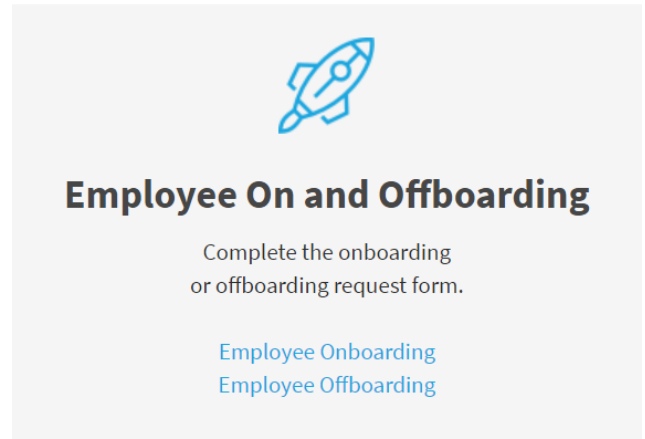 Employee On and Offboarding
Complete the onboarding
or offboarding request form.
Employee Onboarding
Employee Offboarding